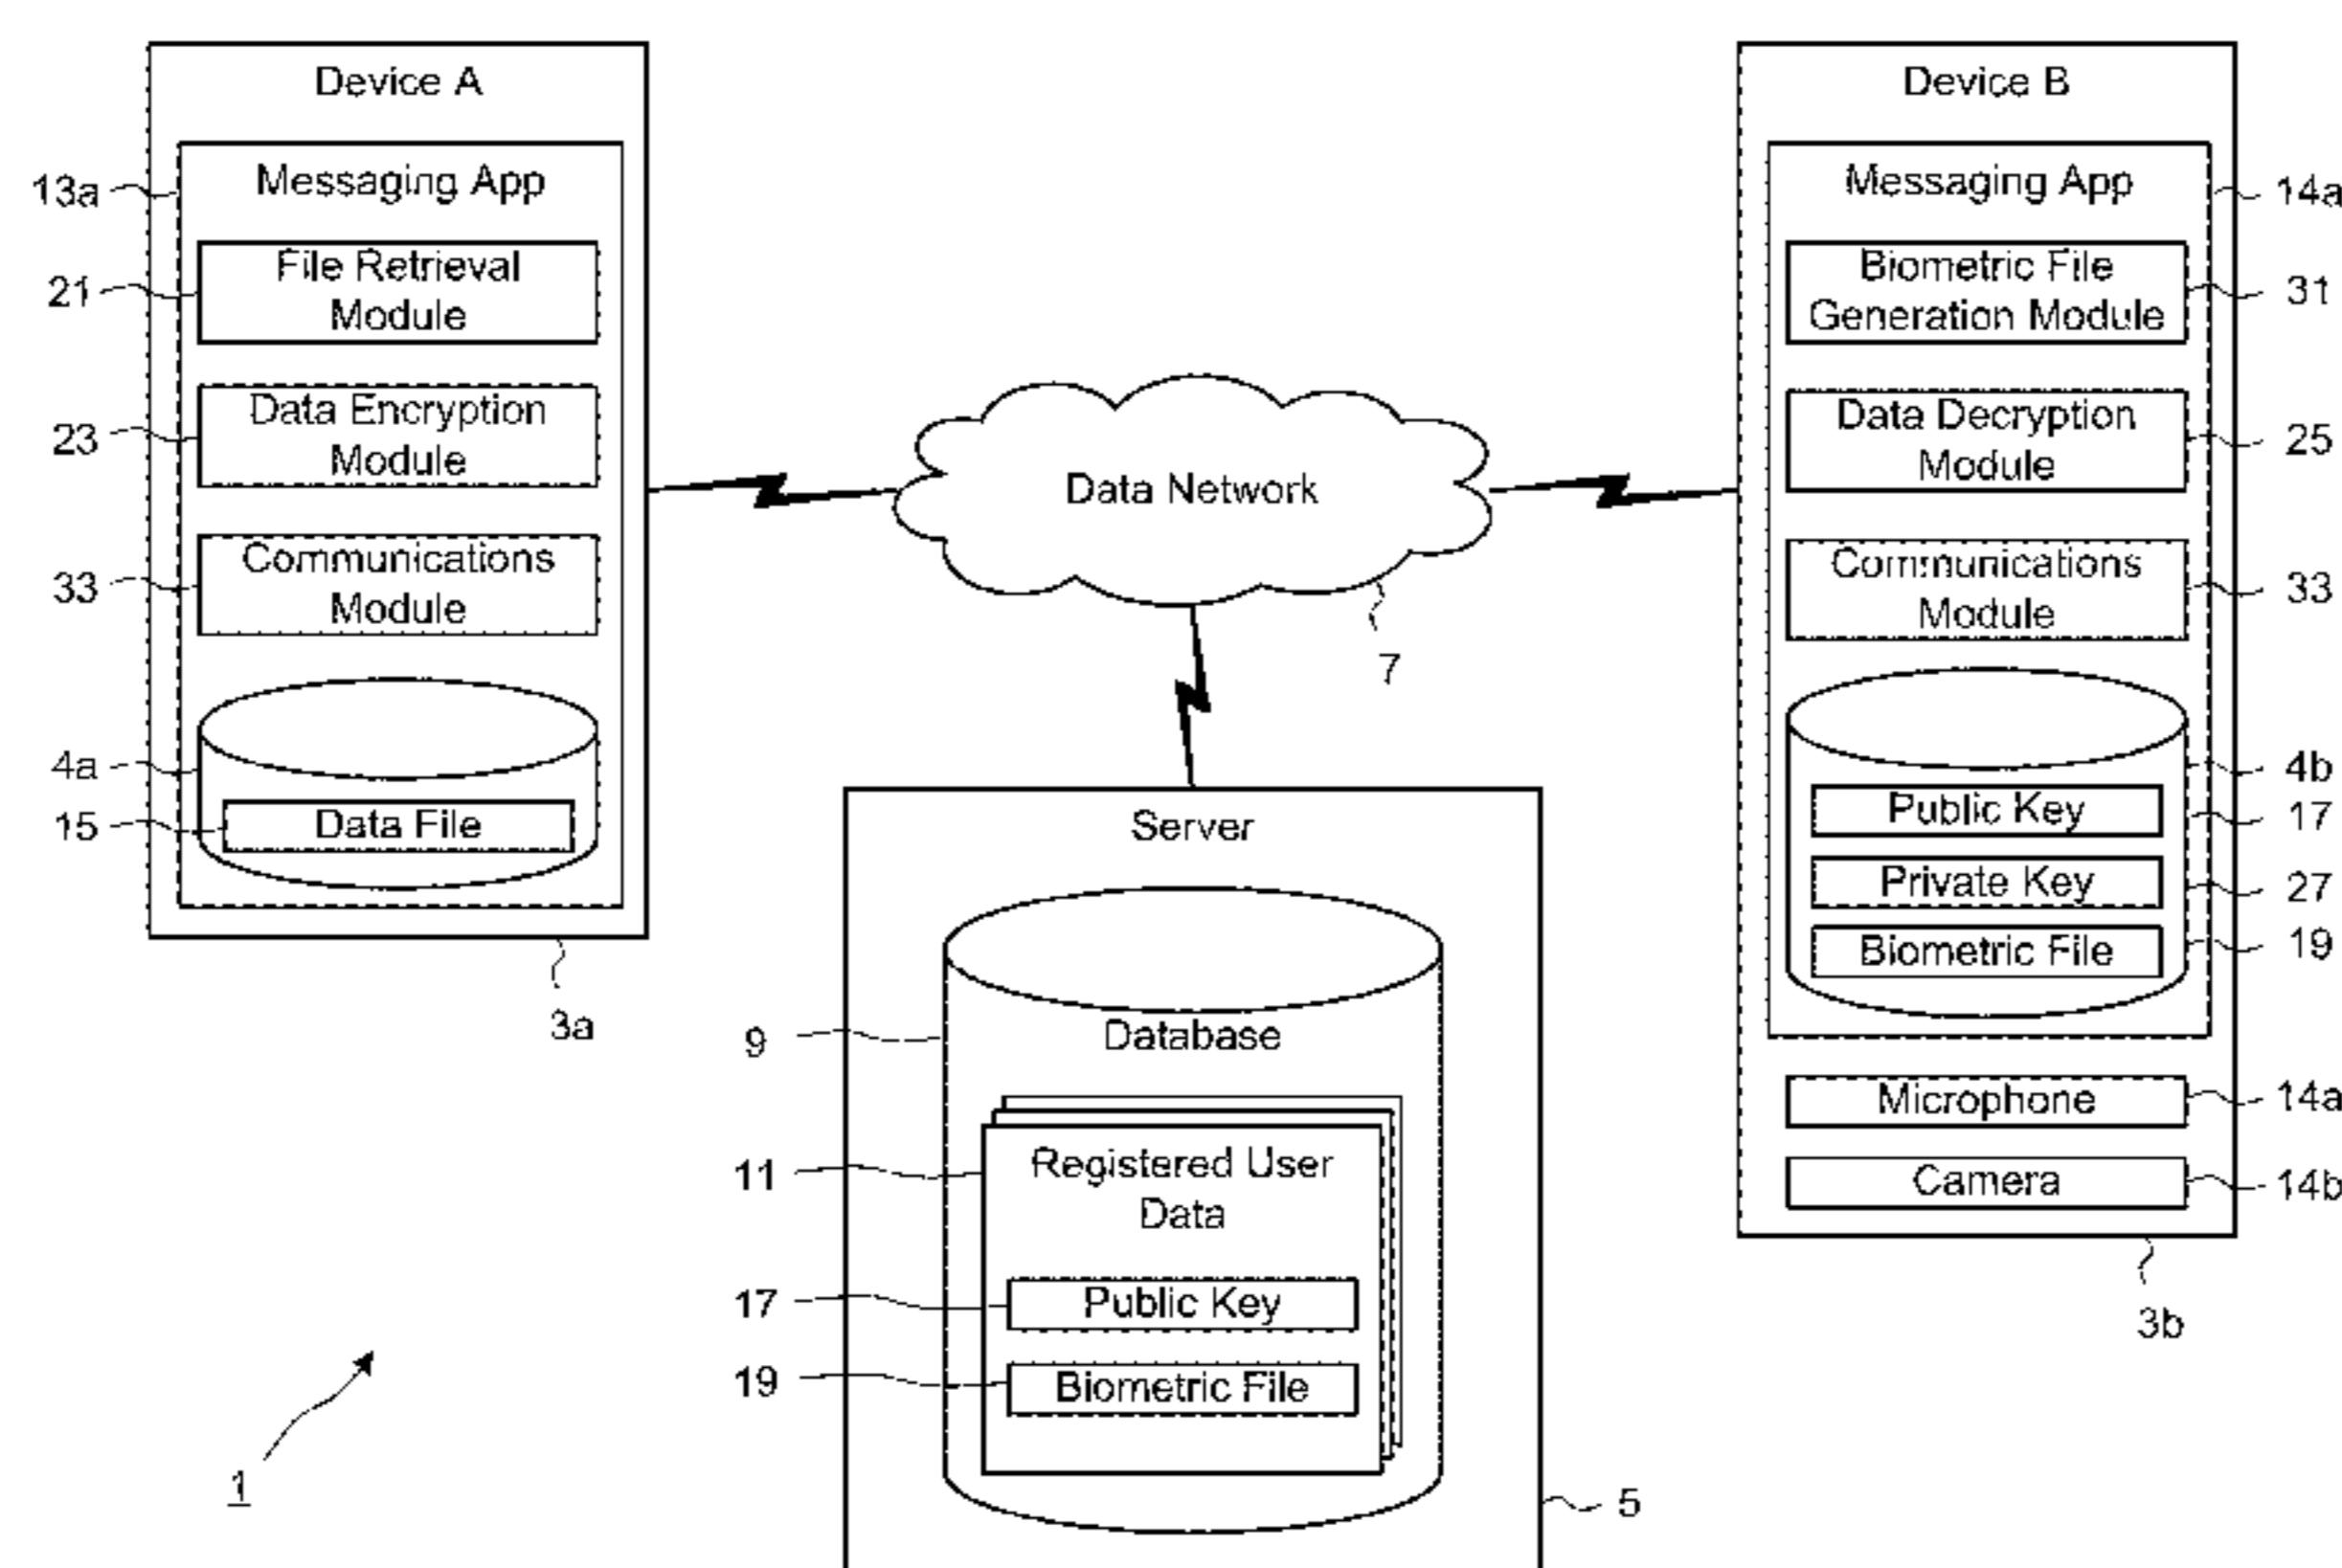 Device A
Messaging App
13a
File Retrieval
Module
21
Data Encryption
Module
23
Communications
Module
33
4a
Data File
15
3a
Data Network
7
Server
Database
9
Registered User
Data
11
Public Key
17
Biometric File
19
5
Device B
Messaging App
14a
Biometric File
Generation Module
31
Data Decryption
Module
25
Communications
Module
33
4b
Public Key
17
Private Key
27
Biometric File
19
Microphone
14a
Camera
14b
3b
1